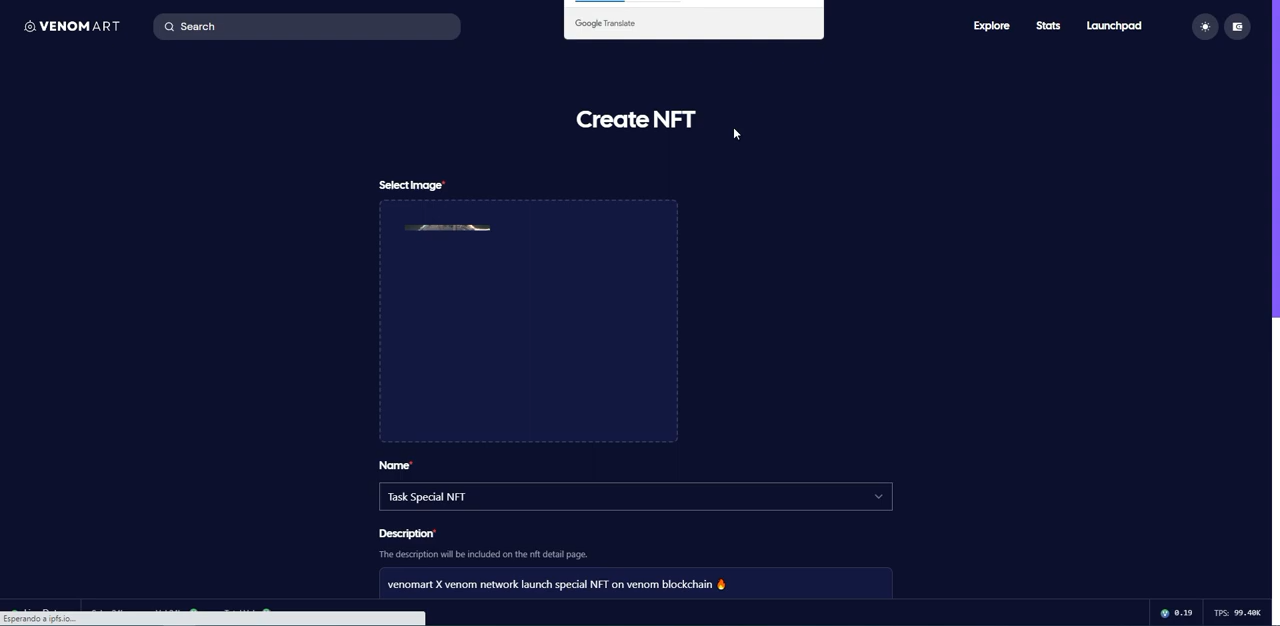 VENOMART
Search
Google Translate
Explore
Stats
Launchpad
Create NFT
Select Image*
Name*
Task Special NFT
Description*
The description will be included on the nft detail page.
venomart X venom network launch special NFT on venom blockchain 🔥
Esperando a ipfs.io...
0.19
TPS: 99.40K